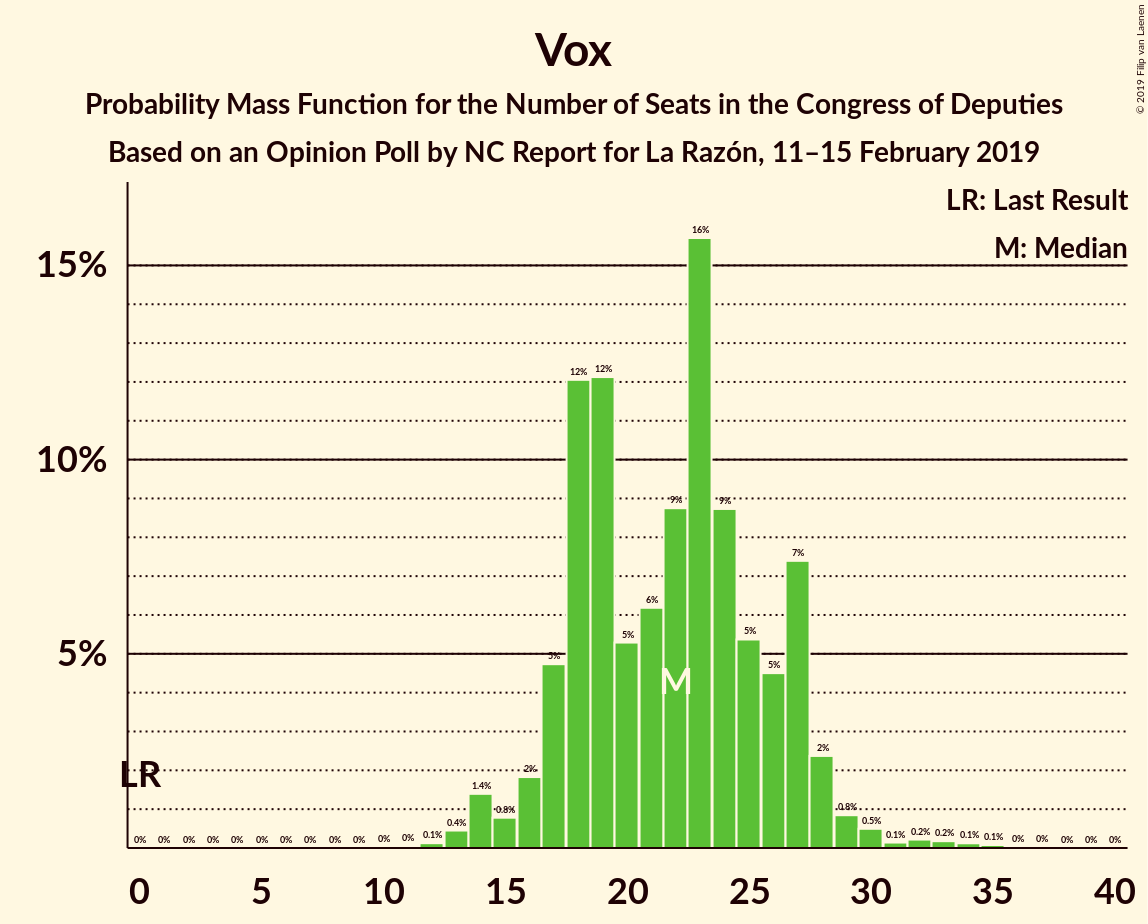 Vox
Probability Mass Function for the Number of Seats in the Congress of Deputies
Based on an Opinion Poll by NC Report for La Razón, 11–15 February 2019
© 2019 Filip van Laenen
LR: Last Result
M: Median
15%
10%
5%
LR
M
0% 0% 0% 0% 0% 0% 0% 0% 0% 0% 0% 0% 0.1% 0.4% 1.4% 0.8% 2% 5% 12% 12% 5% 6% 9% 16% 9% 5% 5% 7% 2% 0.8% 0.5% 0.1% 0.2% 0.2% 0.1% 0.1% 0% 0% 0% 0% 0%
0 5 10 15 20 25 30 35 40